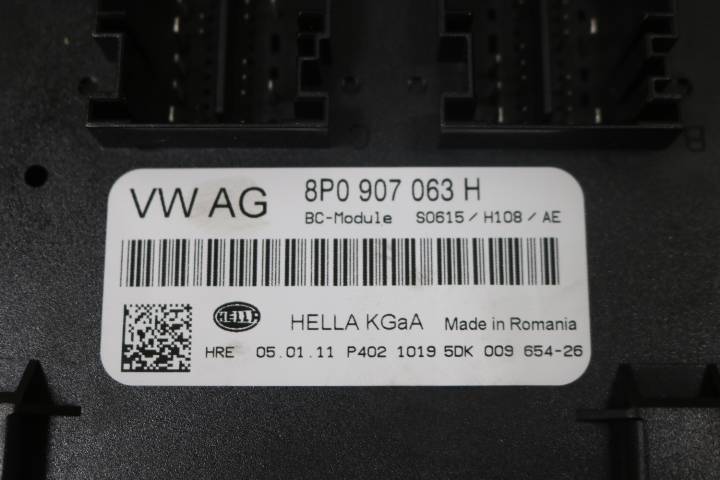 VW AG 8P0 907 063 H
BC-Module S0615 / H108 / AE
HELLA HELLA KGaA Made in Romania
HRE 05.01.11 P402 1019 5DK 009 654-26
C
B